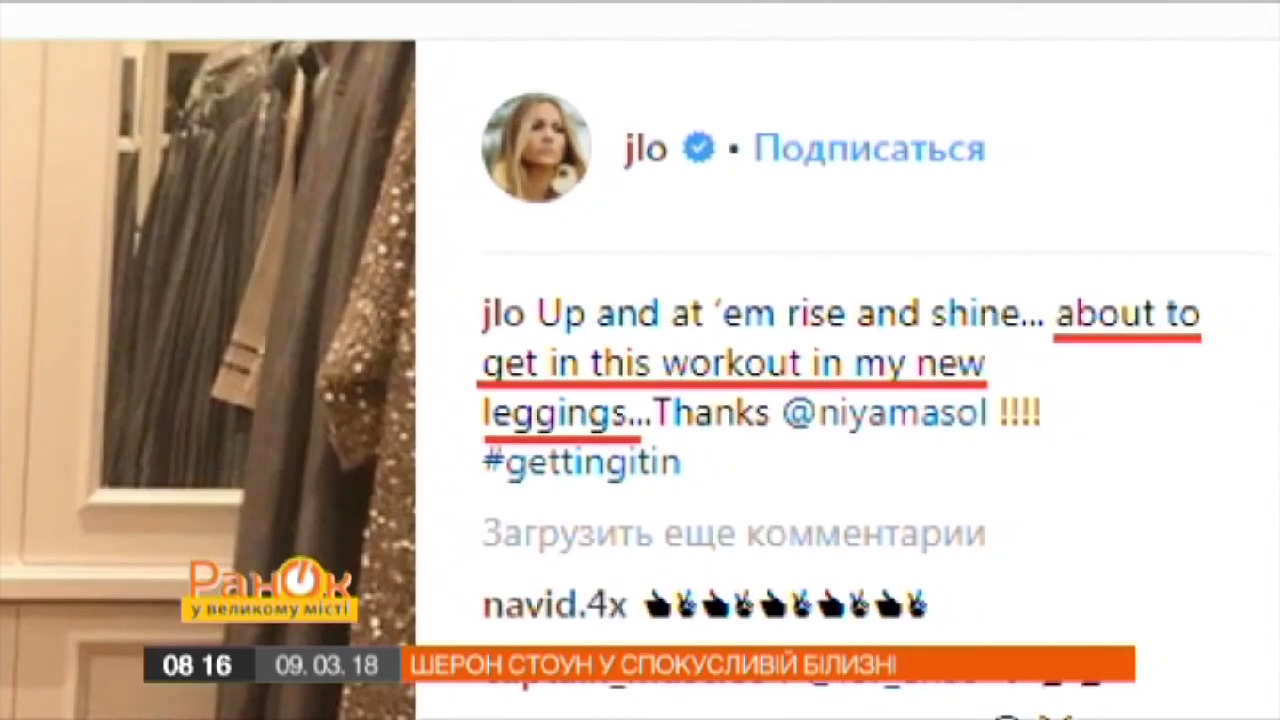 jlo • Подписаться
jlo Up and at ‘em rise and shine... about to
get in this workout in my new
leggings...Thanks @niyamasol !!!!
#gettingitin
Загрузить еще комментарии
navid.4x
Ранок
у великому місті
08 16 09. 03. 18 ШЕРОН СТОУН У СПОКУСЛИВІЙ БІЛИЗНІ